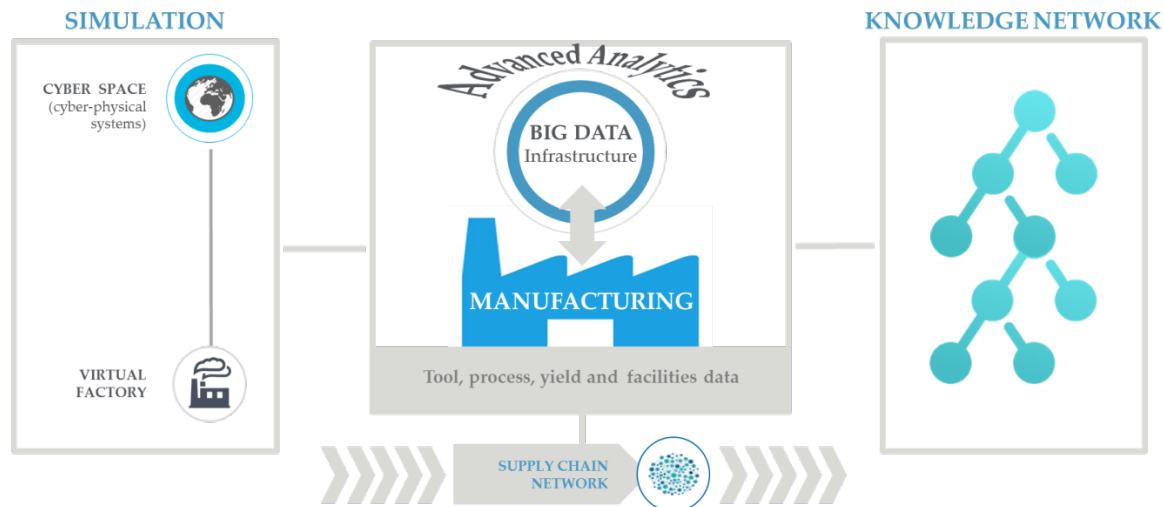 SIMULATION
CYBER SPACE
(cyber-physical
systems)
VIRTUAL
FACTORY
Advanced Analytics
BIG DATA
Infrastructure
MANUFACTURING
Tool, process, yield and facilities data
SUPPLY CHAIN
NETWORK
KNOWLEDGE NETWORK